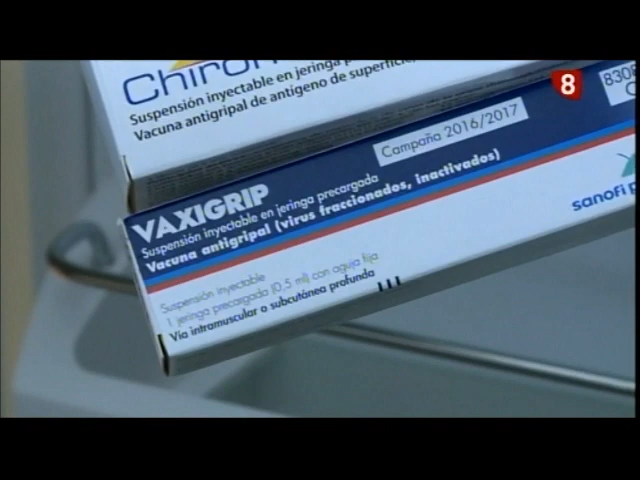 8
Suspensión inyectable en jeringa
Vacuna antigripal de antígeno de superficie,
Campaña 2016/2017
VAXIGRIP
Suspensión inyectable en jeringa precargada
Vacuna antigripal (virus fraccionados, inactivados)
sanofi
Suspensión inyectable
1 jeringa precargada (0,5 ml) con aguja fija
Vía intramuscular o subcutánea profunda